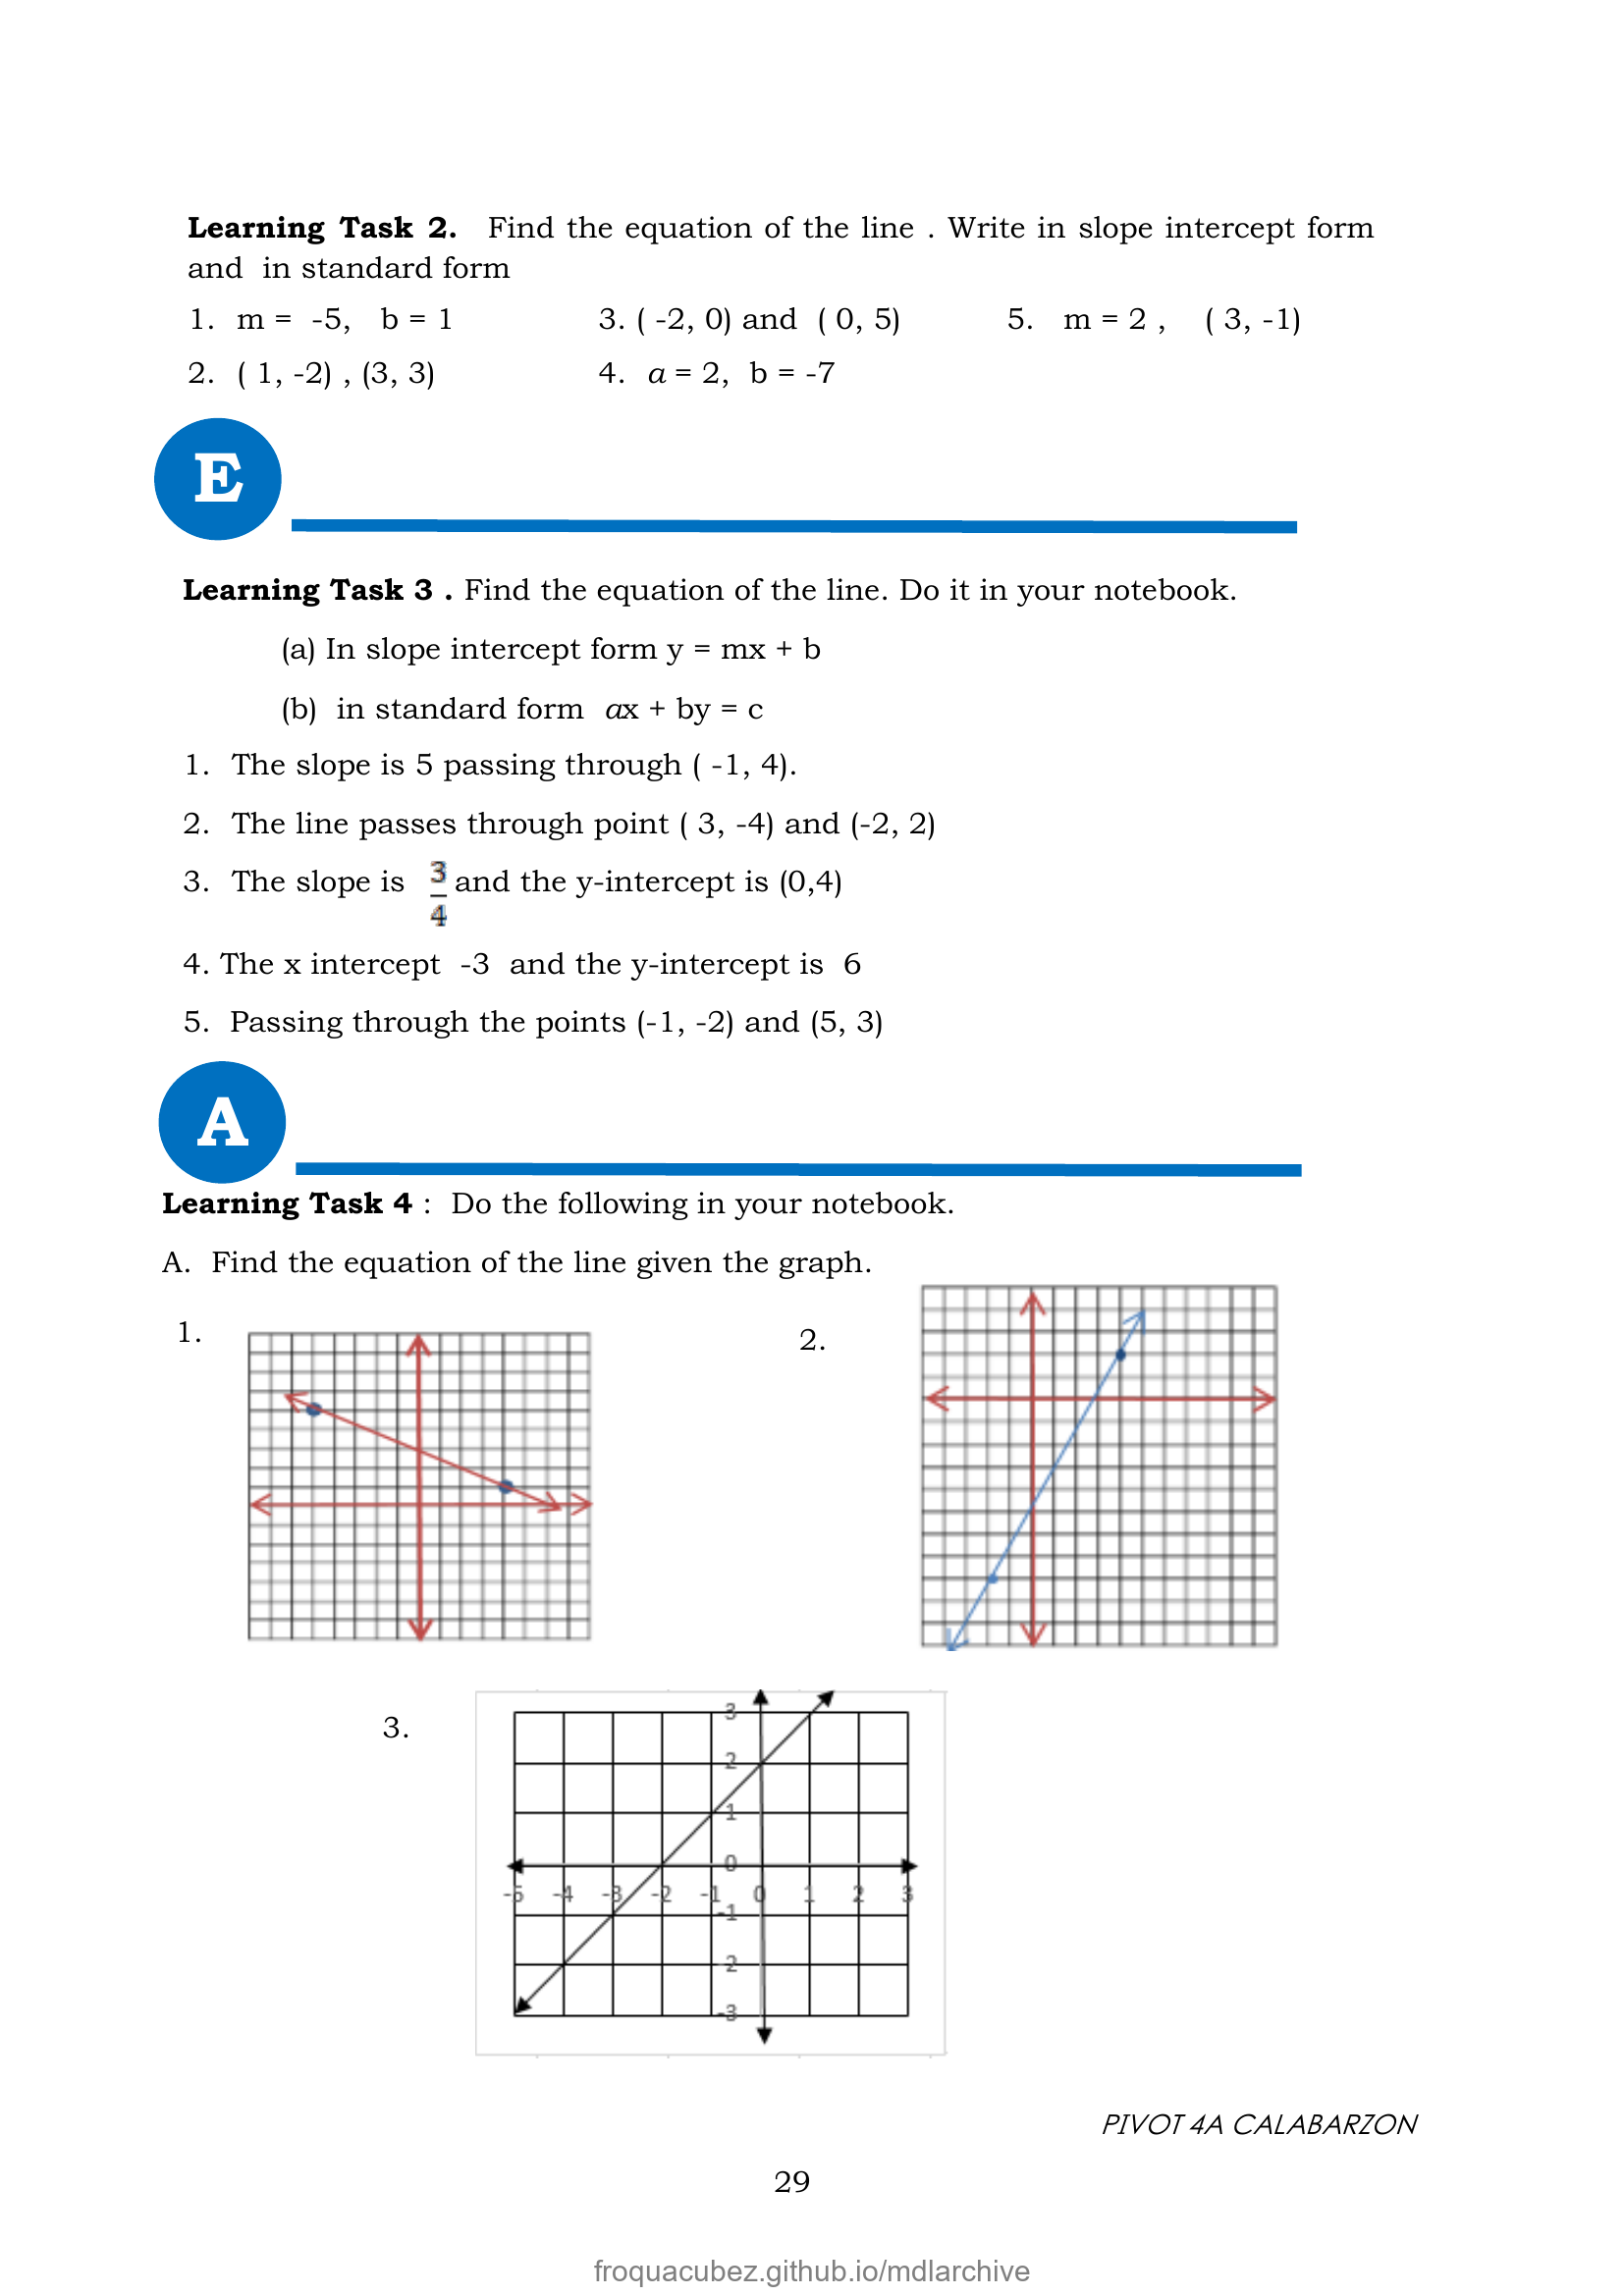 Learning Task 2. Find the equation of the line . Write in slope intercept form
and in standard form
1. m = -5, b = 1 3. ( -2, 0) and ( 0, 5) 5. m = 2 , ( 3, -1)
2. ( 1, -2) , (3, 3) 4. a = 2, b = -7
E
Learning Task 3 . Find the equation of the line. Do it in your notebook.
(a) In slope intercept form y = mx + b
(b) in standard form ax + by = c
1. The slope is 5 passing through ( -1, 4).
2. The line passes through point ( 3, -4) and (-2, 2)
3. The slope is 3/4 and the y-intercept is (0,4)
4. The x intercept -3 and the y-intercept is 6
5. Passing through the points (-1, -2) and (5, 3)
A
Learning Task 4 : Do the following in your notebook.
A. Find the equation of the line given the graph.
1.
2.
3.
3
2
1
0
-5 -4 -3 -2 -1 0 1 2 3
-1
-2
-3
PIVOT 4A CALABARZON
29
froquacubez.github.io/mdlarchive